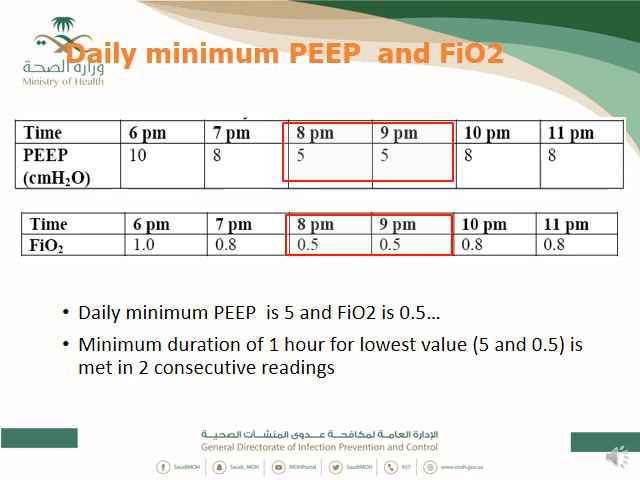 Daily minimum PEEP and FiO2
وزارة الصحة
Ministry of Health
Time 6 pm 7 pm 8 pm 9 pm 10 pm 11 pm
PEEP (cmH₂O) 10 8 5 5 8 8
Time 6 pm 7 pm 8 pm 9 pm 10 pm 11 pm
FiO₂ 1.0 0.8 0.5 0.5 0.8 0.8
• Daily minimum PEEP is 5 and FiO2 is 0.5…
• Minimum duration of 1 hour for lowest value (5 and 0.5) is
met in 2 consecutive readings
الإدارة العامة لمكافحة عدوى المنشآت الصحية
General Directorate of Infection Prevention and Control
SaudiMOH Saudi_MOH MOHPortal SaudiMOH 937 www.moh.gov.sa